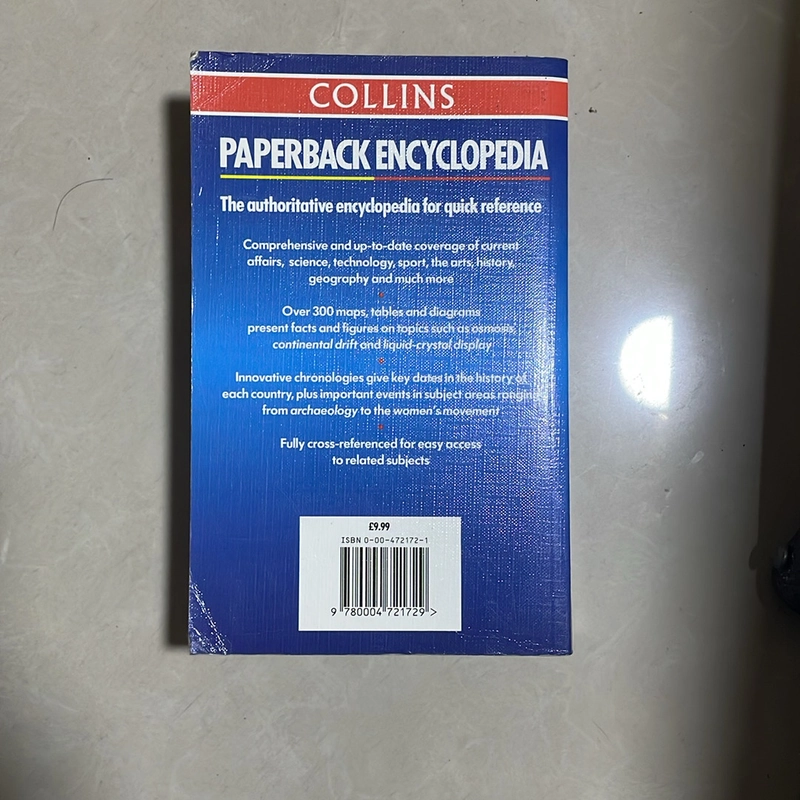 COLLINS
PAPERBACK ENCYCLOPEDIA
The authoritative encyclopedia for quick reference
Comprehensive and up-to-date coverage of current
affairs, science, technology, sport, the arts, history,
geography and much more
Over 300 maps, tables and diagrams
present facts and figures on topics such as osmosis,
continental drift and liquid-crystal display
Innovative chronologies give key dates in the history of
each country, plus important events in subject areas ranging
from archaeology to the women's movement
Fully cross-referenced for easy access
to related subjects
£9.99
ISBN 0-00-472172-1
9 780004 721729 >